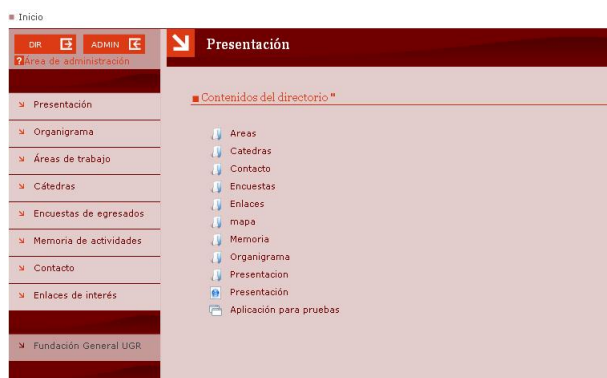 Inicio
DIR
ADMIN
?Área de administración
Presentación
Presentación
Organigrama
Áreas de trabajo
Cátedras
Encuestas de egresados
Memoria de actividades
Contacto
Enlaces de interés
Fundación General UGR
Contenidos del directorio "
Areas
Catedras
Contacto
Encuestas
Enlaces
mapa
Memoria
Organigrama
Presentacion
Presentación
Aplicación para pruebas